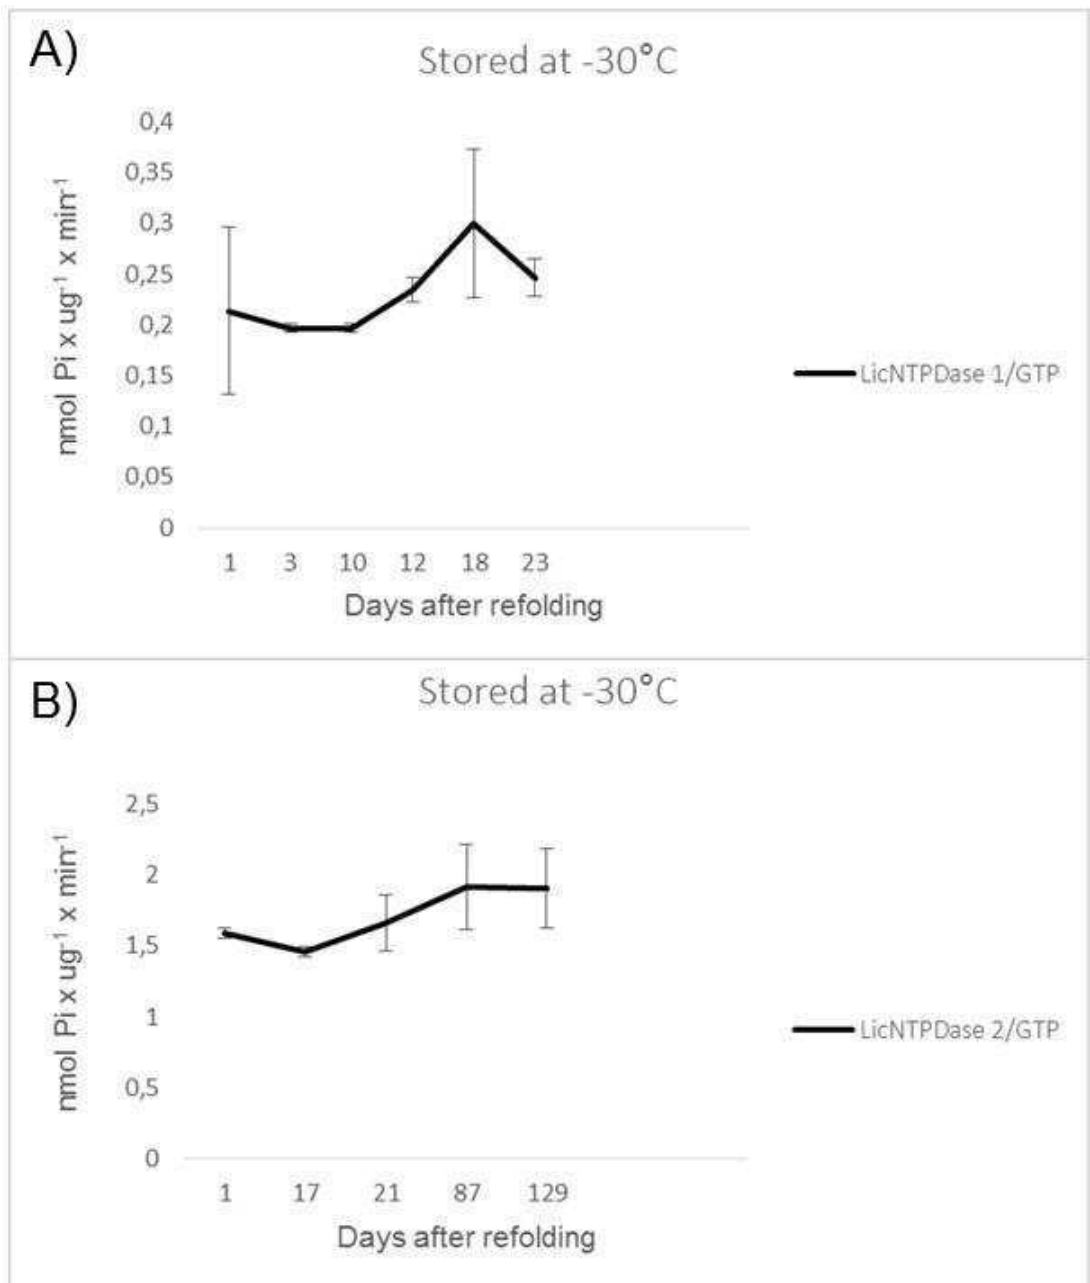 A)
Stored at -30°C
0,4
0,35
0,3
0,25
0,2
0,15
0,1
0,05
0
nmol Pi x ug⁻¹ x min⁻¹
LicNTPDase 1/GTP
1 3 10 12 18 23
Days after refolding
B)
Stored at -30°C
2,5
2
1,5
1
0,5
0
nmol Pi x ug⁻¹ x min⁻¹
LicNTPDase 2/GTP
1 17 21 87 129
Days after refolding